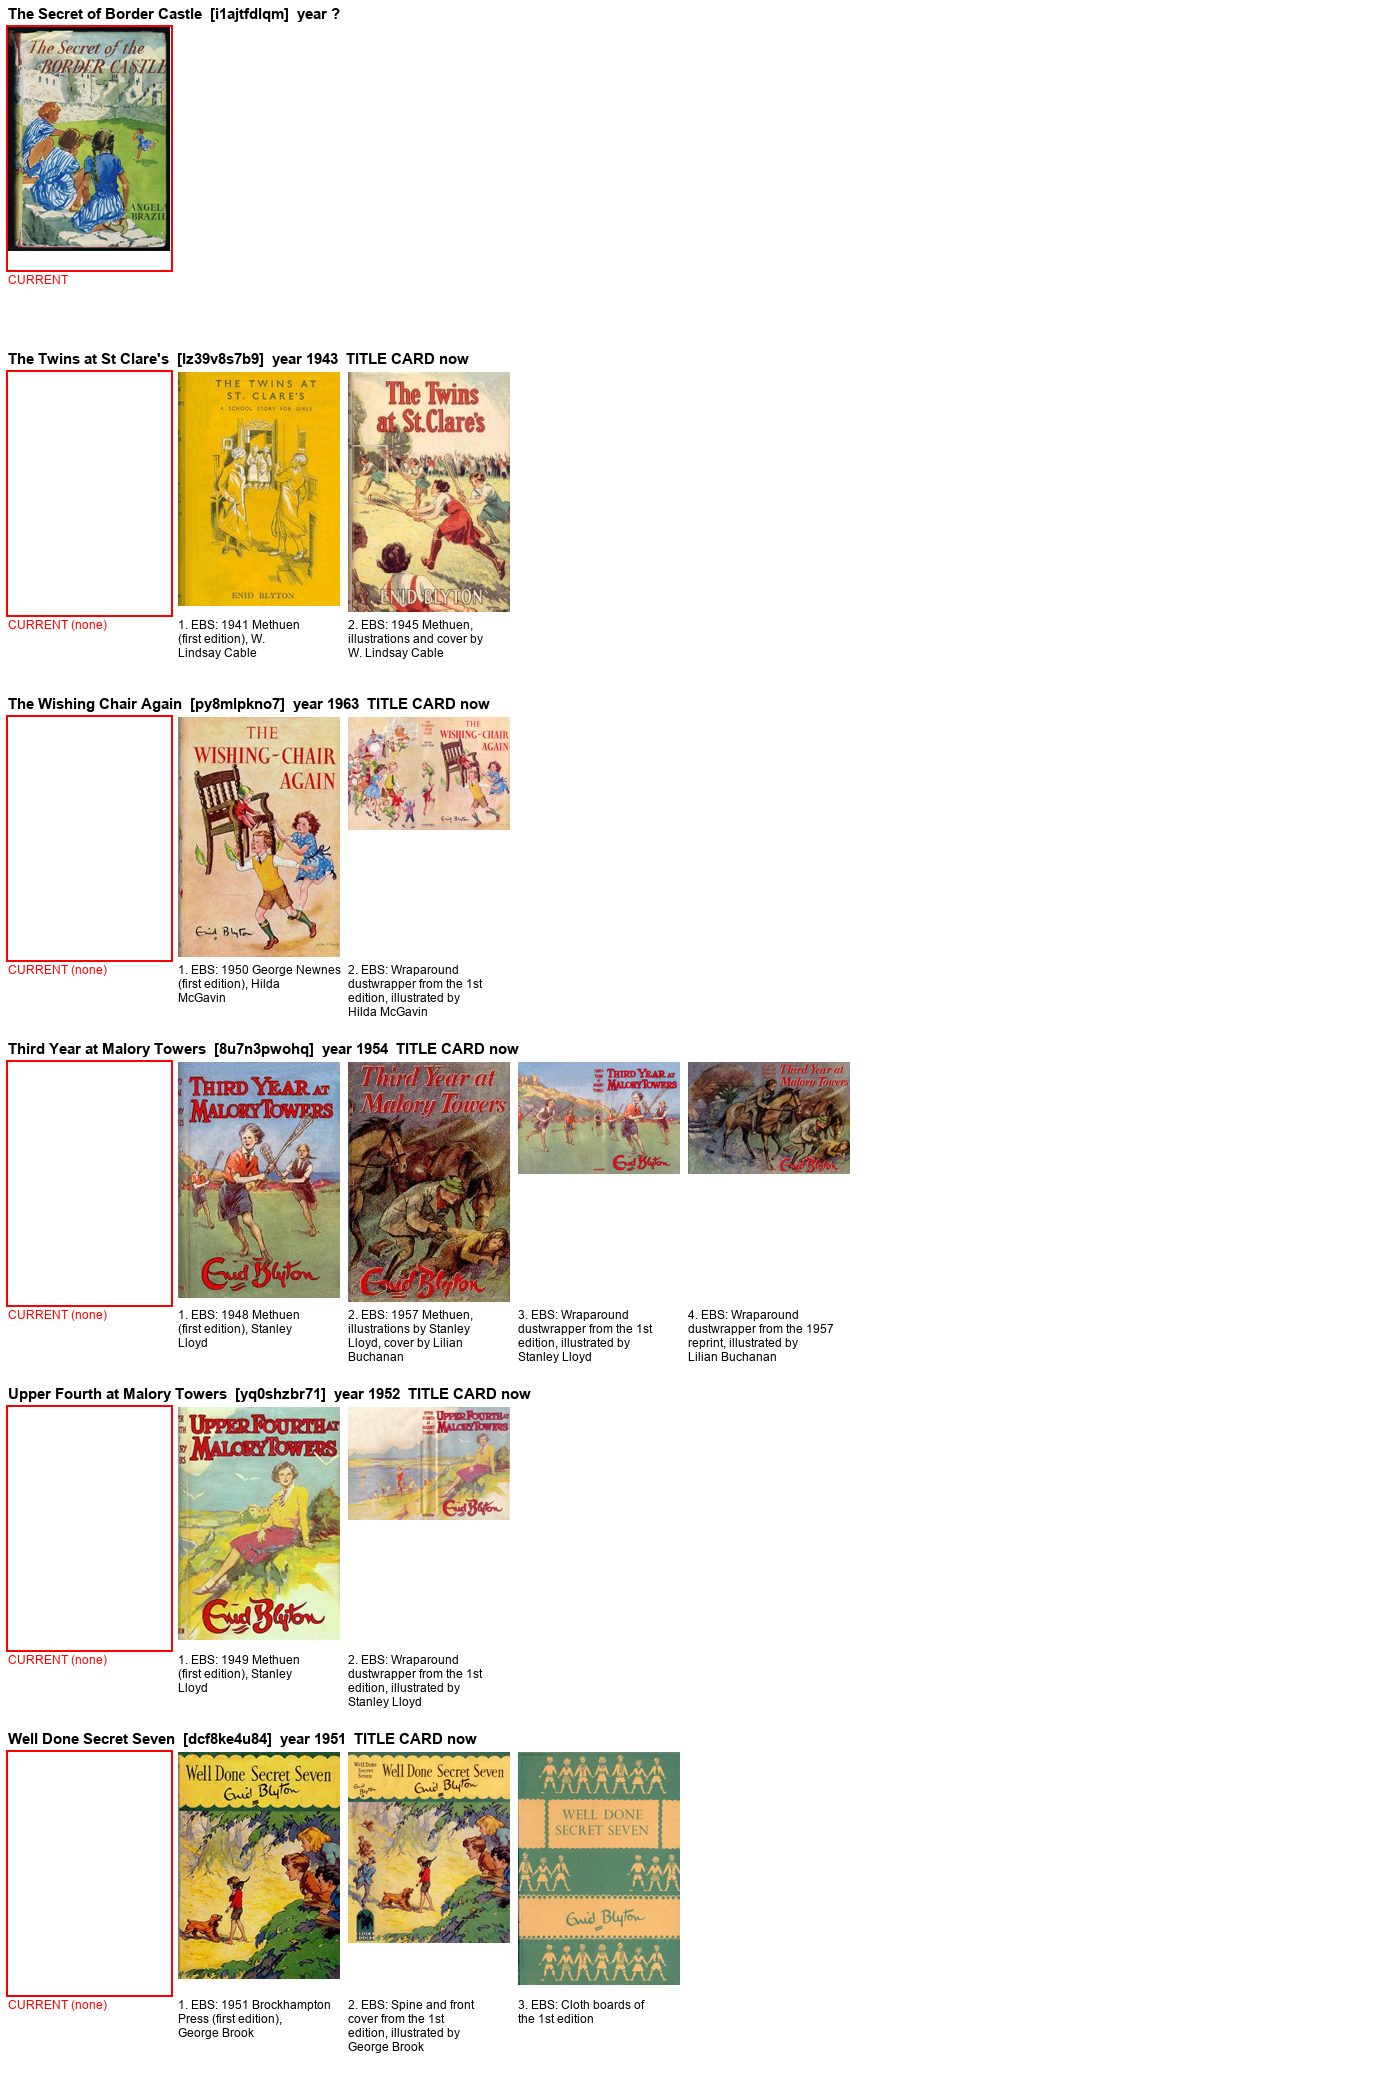 The Secret of Border Castle [i1ajtfdlqm] year ?
The Secret of the
BORDER CASTLE
ANGELA
BRAZIL
CURRENT
The Twins at St Clare's [lz39v8s7b9] year 1943 TITLE CARD now
THE TWINS AT
ST. CLARE'S
A SCHOOL STORY FOR GIRLS
ENID BLYTON
The Twins
at St. Clare's
ENID BLYTON
CURRENT (none)
1. EBS: 1941 Methuen
(first edition), W.
Lindsay Cable
2. EBS: 1945 Methuen,
illustrations and cover by
W. Lindsay Cable
The Wishing Chair Again [py8mlpkno7] year 1963 TITLE CARD now
THE
WISHING-CHAIR
AGAIN
Enid Blyton
THE
WISHING-CHAIR
AGAIN
Enid Blyton
CURRENT (none)
1. EBS: 1950 George Newnes
(first edition), Hilda
McGavin
2. EBS: Wraparound
dustwrapper from the 1st
edition, illustrated by
Hilda McGavin
Third Year at Malory Towers [8u7n3pwohq] year 1954 TITLE CARD now
THIRD YEAR AT
MALORY TOWERS
Enid Blyton
Third Year at
Malory Towers
Enid Blyton
THIRD YEAR AT
MALORY TOWERS
Enid Blyton
Third Year at
Malory Towers
Enid Blyton
CURRENT (none)
1. EBS: 1948 Methuen
(first edition), Stanley
Lloyd
2. EBS: 1957 Methuen,
illustrations by Stanley
Lloyd, cover by Lilian
Buchanan
3. EBS: Wraparound
dustwrapper from the 1st
edition, illustrated by
Stanley Lloyd
4. EBS: Wraparound
dustwrapper from the 1957
reprint, illustrated by
Lilian Buchanan
Upper Fourth at Malory Towers [yq0shzbr71] year 1952 TITLE CARD now
UPPER FOURTH AT
MALORY TOWERS
Enid Blyton
UPPER FOURTH AT
MALORY TOWERS
Enid Blyton
CURRENT (none)
1. EBS: 1949 Methuen
(first edition), Stanley
Lloyd
2. EBS: Wraparound
dustwrapper from the 1st
edition, illustrated by
Stanley Lloyd
Well Done Secret Seven [dcf8ke4u84] year 1951 TITLE CARD now
Well Done Secret Seven
Enid Blyton
Well Done
Secret
Seven
Enid Blyton
Well Done Secret Seven
Enid Blyton
WELL DONE
SECRET SEVEN
Enid Blyton
CURRENT (none)
1. EBS: 1951 Brockhampton
Press (first edition),
George Brook
2. EBS: Spine and front
cover from the 1st
edition, illustrated by
George Brook
3. EBS: Cloth boards of
the 1st edition